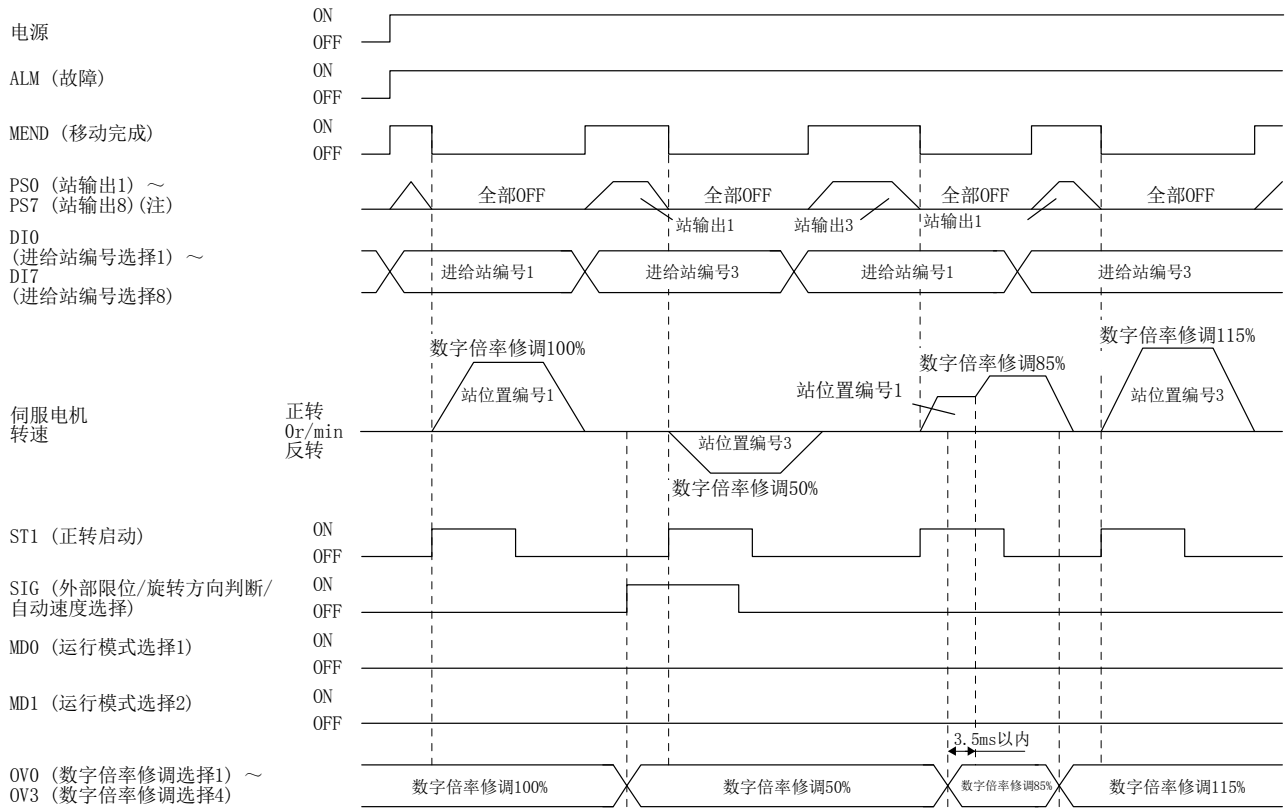 电源
ON
OFF
ALM (故障)
ON
OFF
MEND (移动完成)
ON
OFF
PS0 (站输出1) ～
PS7 (站输出8)(注)
全部OFF
全部OFF
全部OFF
全部OFF
站输出1
站输出3
站输出1
DI0
(进给站编号选择1) ～
DI7
(进给站编号选择8)
进给站编号1
进给站编号3
进给站编号1
进给站编号3
伺服电机
转速
正转
0r/min
反转
数字倍率修调100%
站位置编号1
站位置编号3
数字倍率修调50%
站位置编号1
数字倍率修调85%
数字倍率修调115%
站位置编号3
ST1 (正转启动)
ON
OFF
SIG (外部限位/旋转方向判断/
自动速度选择)
ON
OFF
MD0 (运行模式选择1)
ON
OFF
MD1 (运行模式选择2)
ON
OFF
3.5ms以内
OV0 (数字倍率修调选择1) ～
OV3 (数字倍率修调选择4)
数字倍率修调100%
数字倍率修调50%
数字倍率修调85%
数字倍率修调115%